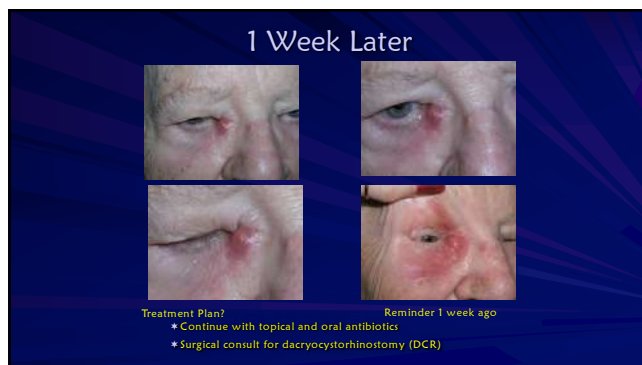 1 Week Later
Treatment Plan?
Reminder 1 week ago
✶Continue with topical and oral antibiotics
✶Surgical consult for dacryocystorhinostomy (DCR)